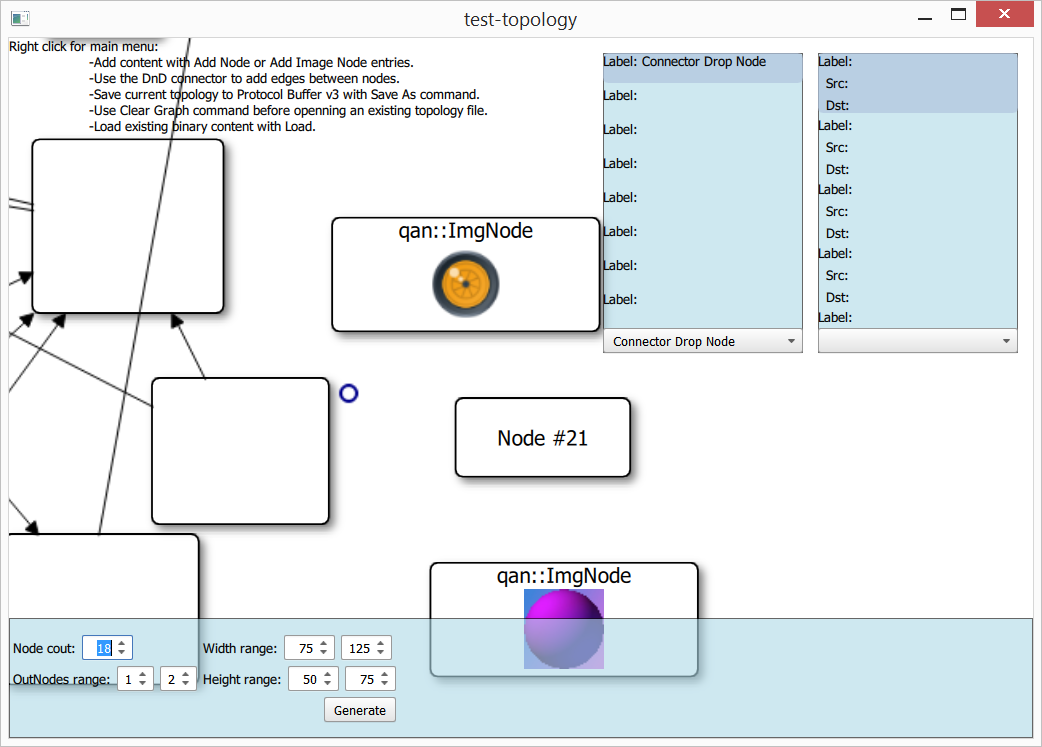 test-topology
Right click for main menu:
-Add content with Add Node or Add Image Node entries.
-Use the DnD connector to add edges between nodes.
-Save current topology to Protocol Buffer v3 with Save As command.
-Use Clear Graph command before openning an existing topology file.
-Load existing binary content with Load.
Label: Connector Drop Node
Label:
Label:
Label:
Label:
Label:
Label:
Label:
Connector Drop Node
Label:
Src:
Dst:
Label:
Src:
Dst:
Label:
Src:
Dst:
Label:
Src:
Dst:
Label:
qan::ImgNode
Node #21
qan::ImgNode
Node cout: 18 Width range: 75 125
OutNodes range: 1 2 Height range: 50 75
Generate